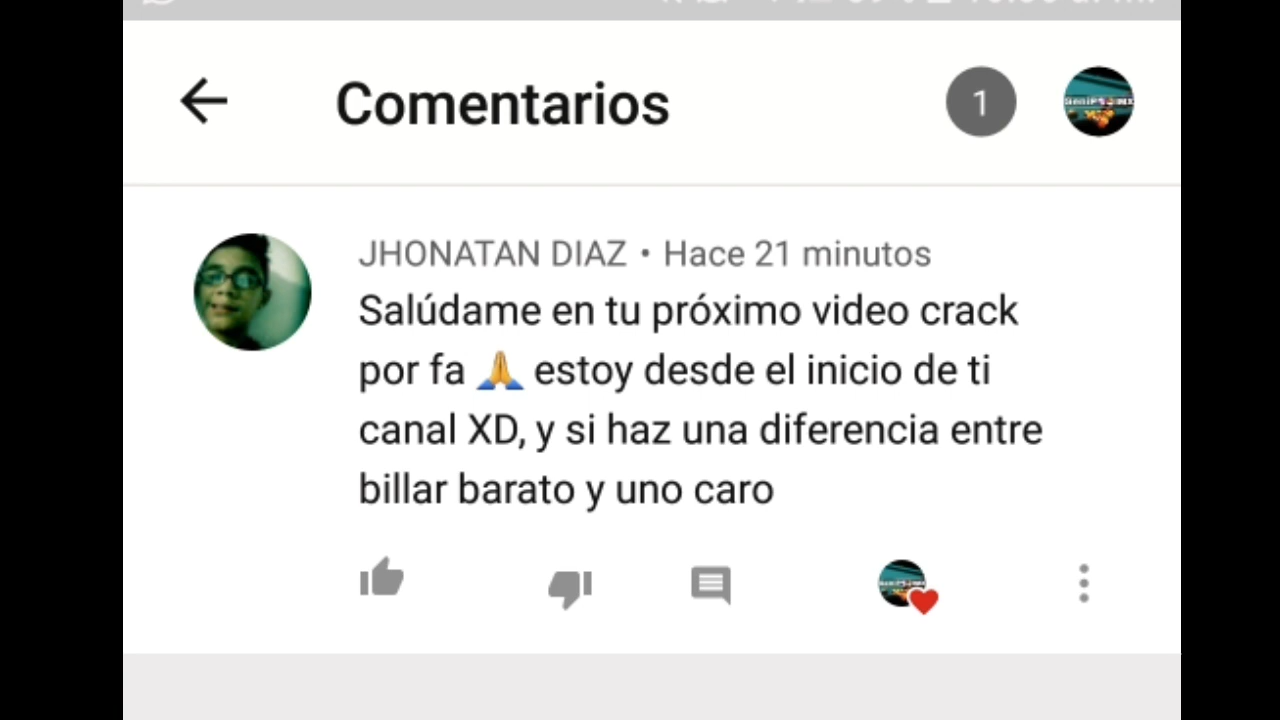 Comentarios
1
JHONATAN DIAZ • Hace 21 minutos
Salúdame en tu próximo video crack
por fa 🙏 estoy desde el inicio de ti
canal XD, y si haz una diferencia entre
billar barato y uno caro